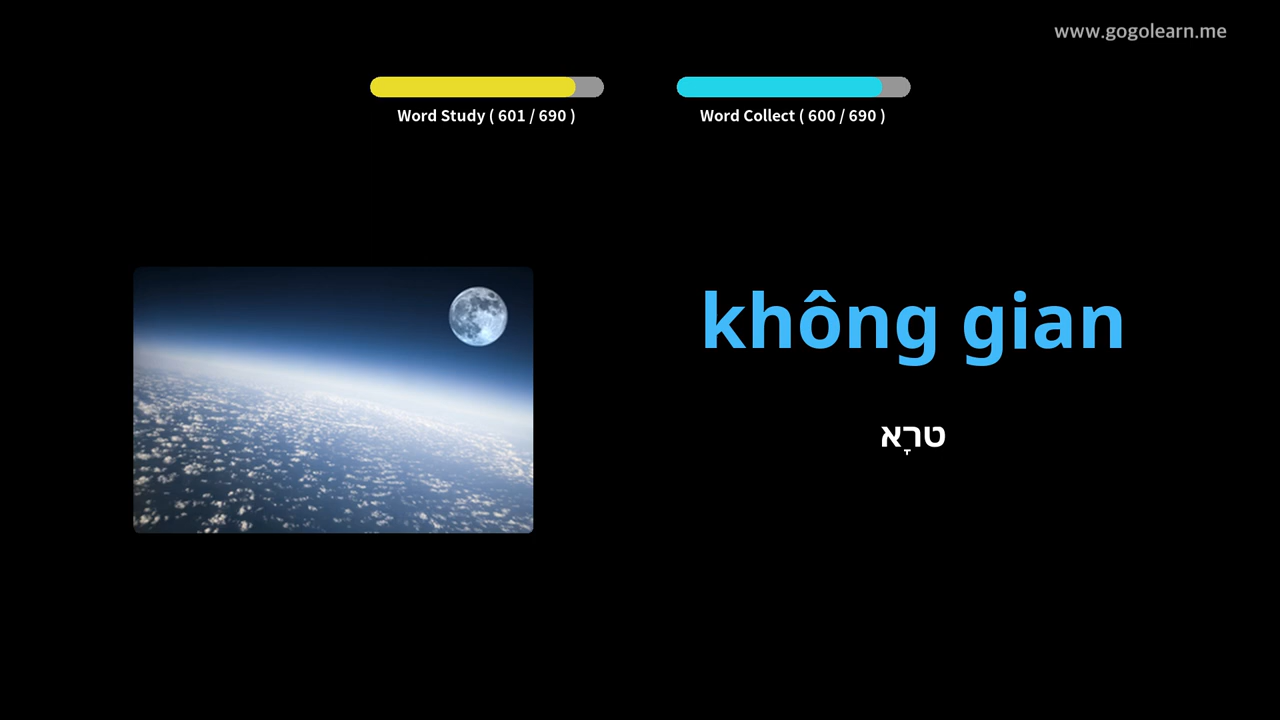 www.gogolearn.me
Word Study ( 601 / 690 )
Word Collect ( 600 / 690 )
không gian
טרָא